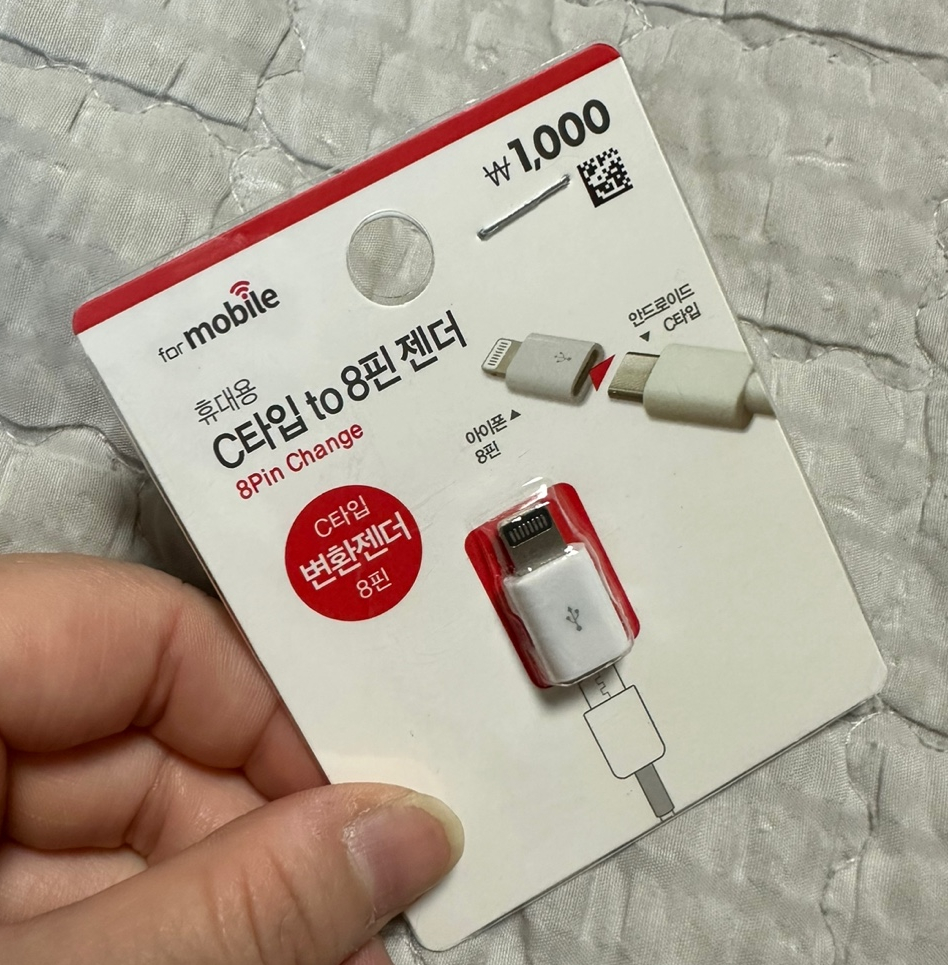 ₩1,000
for mobile
휴대용
C타입 to 8핀 젠더
8Pin Change
안드로이드
C타입
아이폰
8핀
C타입
변환젠더
8핀